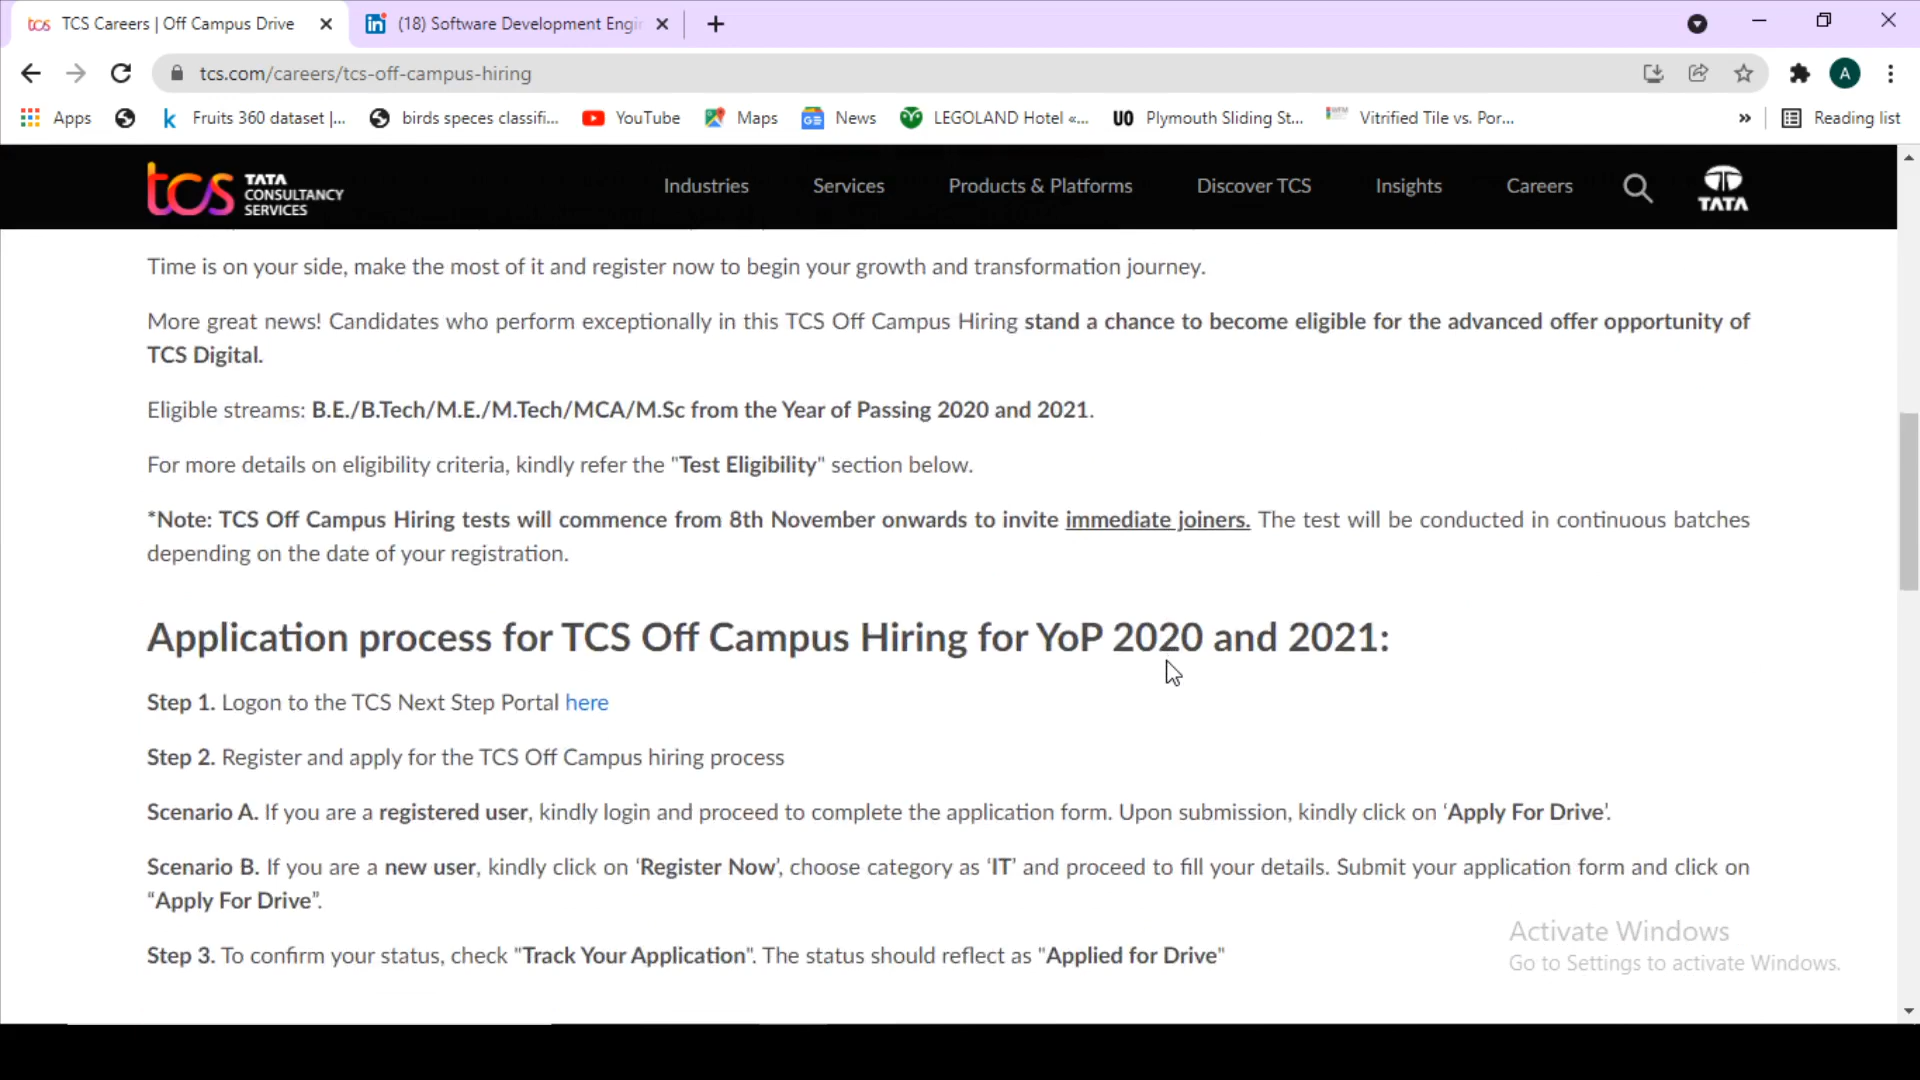 tcs TCS Careers | Off Campus Drive
in (18) Software Development Engi
tcs.com/careers/tcs-off-campus-hiring
A
Apps
k Fruits 360 dataset |...
birds speces classifi...
YouTube
Maps
News
LEGOLAND Hotel «...
UO Plymouth Sliding St...
Vitrified Tile vs. Por...
»
Reading list
tcs TATA
CONSULTANCY
SERVICES
Industries
Services
Products & Platforms
Discover TCS
Insights
Careers
TATA
Time is on your side, make the most of it and register now to begin your growth and transformation journey.
More great news! Candidates who perform exceptionally in this TCS Off Campus Hiring stand a chance to become eligible for the advanced offer opportunity of
TCS Digital.
Eligible streams: B.E./B.Tech/M.E./M.Tech/MCA/M.Sc from the Year of Passing 2020 and 2021.
For more details on eligibility criteria, kindly refer the "Test Eligibility" section below.
*Note: TCS Off Campus Hiring tests will commence from 8th November onwards to invite immediate joiners. The test will be conducted in continuous batches
depending on the date of your registration.
Application process for TCS Off Campus Hiring for YoP 2020 and 2021:
Step 1. Logon to the TCS Next Step Portal here
Step 2. Register and apply for the TCS Off Campus hiring process
Scenario A. If you are a registered user, kindly login and proceed to complete the application form. Upon submission, kindly click on ‘Apply For Drive’.
Scenario B. If you are a new user, kindly click on ‘Register Now’, choose category as ‘IT’ and proceed to fill your details. Submit your application form and click on
“Apply For Drive”.
Step 3. To confirm your status, check "Track Your Application". The status should reflect as "Applied for Drive"
Activate Windows
Go to Settings to activate Windows.